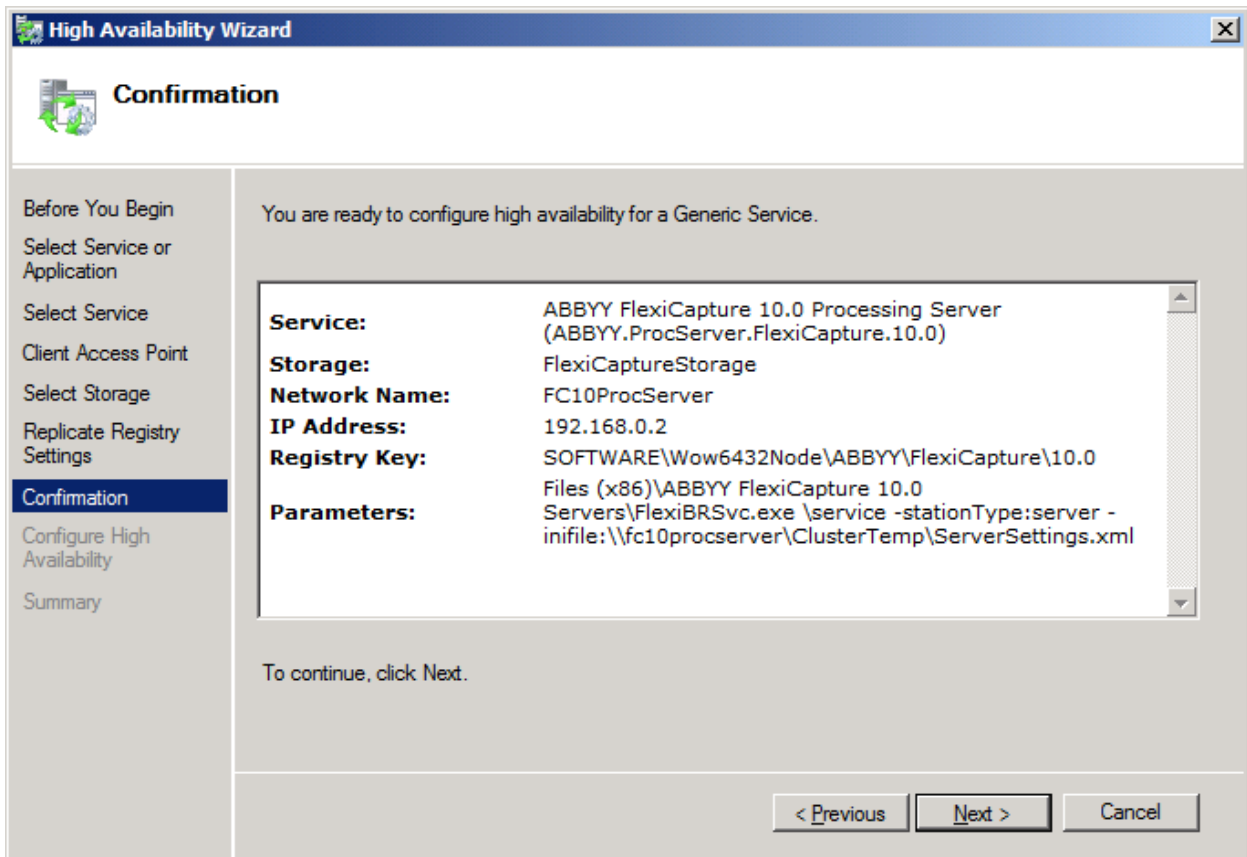 High Availability Wizard
Confirmation
Before You Begin
Select Service or
Application
Select Service
Client Access Point
Select Storage
Replicate Registry
Settings
Confirmation
Configure High
Availability
Summary
You are ready to configure high availability for a Generic Service.
Service:
ABBYY FlexiCapture 10.0 Processing Server
(ABBYY.ProcServer.FlexiCapture.10.0)
Storage: FlexiCaptureStorage
Network Name: FC10ProcServer
IP Address: 192.168.0.2
Registry Key: SOFTWARE\Wow6432Node\ABBYY\FlexiCapture\10.0
Parameters:
Files (x86)\ABBYY FlexiCapture 10.0
Servers\FlexiBRSvc.exe \service -stationType:server -
inifile:\\fc10procserver\ClusterTemp\ServerSettings.xml
To continue, click Next.
< Previous Next > Cancel